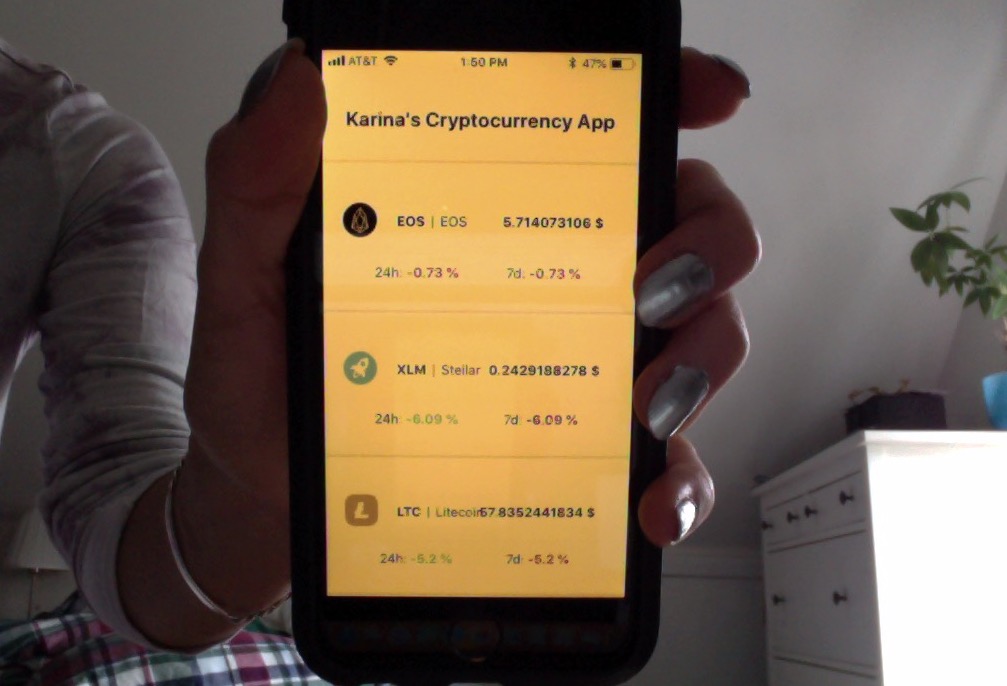 AT&T 1:50 PM 47%
Karina's Cryptocurrency App
EOS | EOS 5.714073106 $
24h: -0.73 % 7d: -0.73 %
XLM | Stellar 0.2429188278 $
24h: -6.09 % 7d: -6.09 %
LTC | Litecoin 57.8352441834 $
24h: -5.2 % 7d: -5.2 %